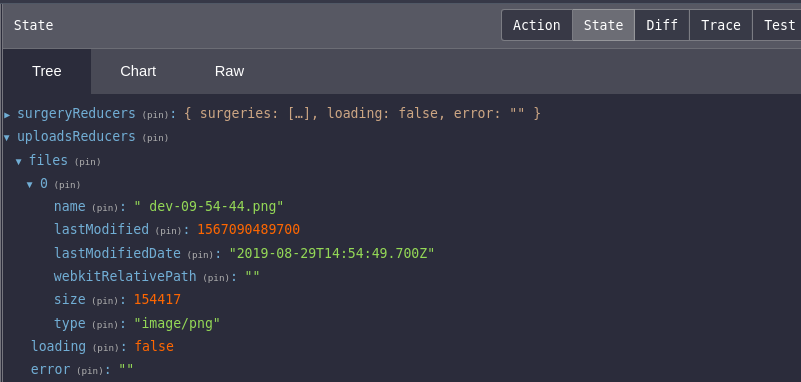 State Action State Diff Trace Test
Tree Chart Raw
surgeryReducers (pin): { surgeries: […], loading: false, error: "" }
uploadsReducers (pin)
files (pin)
0 (pin)
name (pin): " dev-09-54-44.png"
lastModified (pin): 1567090489700
lastModifiedDate (pin): "2019-08-29T14:54:49.700Z"
webkitRelativePath (pin): ""
size (pin): 154417
type (pin): "image/png"
loading (pin): false
error (pin): ""